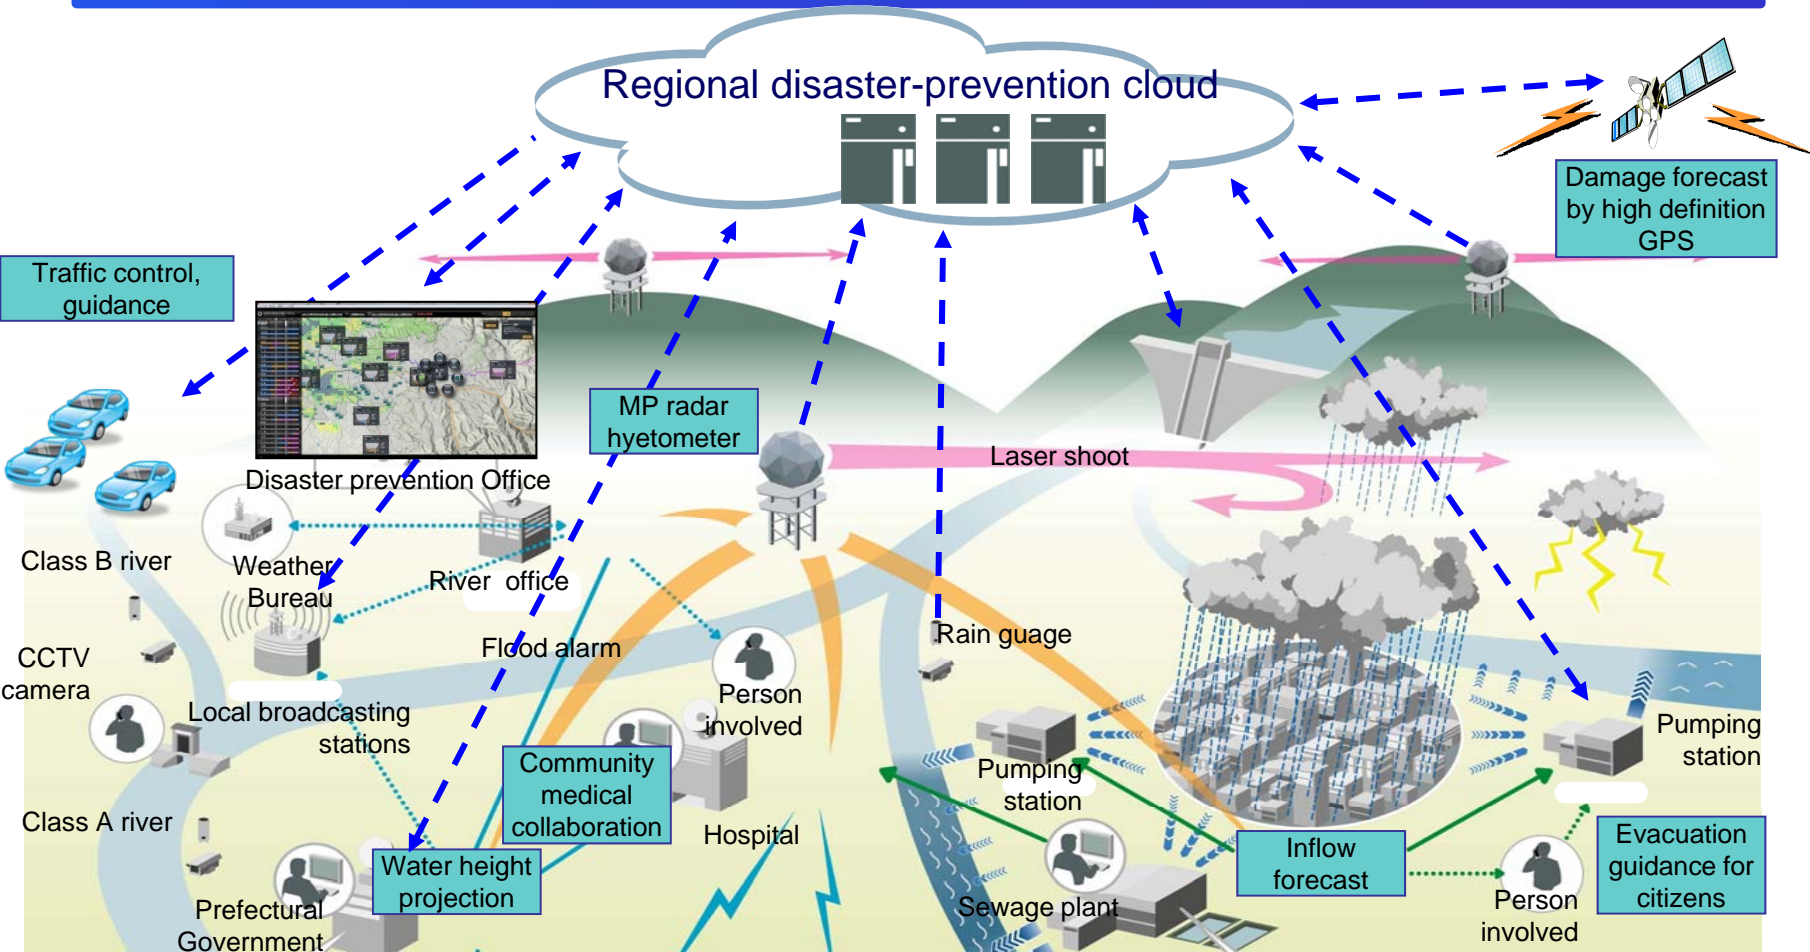 Regional disaster-prevention cloud
Damage forecast
by high definition
GPS
Traffic control,
guidance
MP radar
hyetometer
Laser shoot
Disaster prevention Office
Class B river
Weather
Bureau
River office
Flood alarm
Rain guage
CCTV
camera
Person
involved
Local broadcasting
stations
Pumping
station
Pumping
station
Community
medical
collaboration
Class A river
Hospital
Water height
projection
Inflow
forecast
Evacuation
guidance for
citizens
Prefectural
Government
Sewage plant
Person
involved